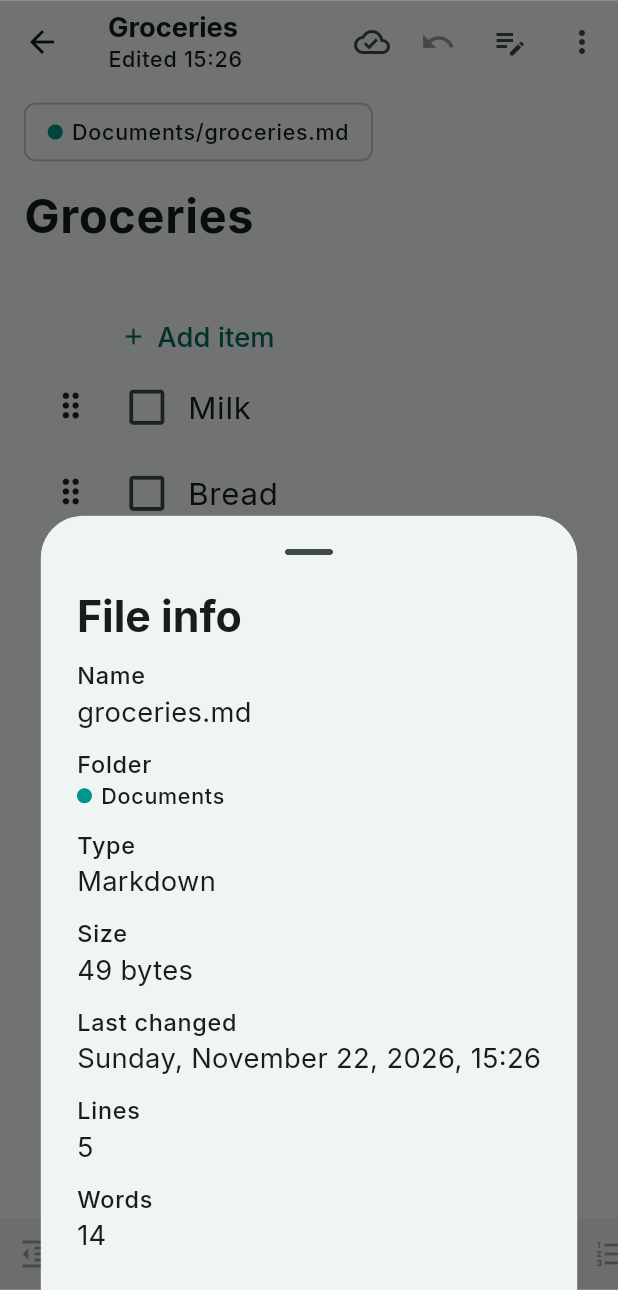 Groceries
Edited 15:26
Documents/groceries.md
Groceries
+ Add item
Milk
Bread
File info
Name
groceries.md
Folder
Documents
Type
Markdown
Size
49 bytes
Last changed
Sunday, November 22, 2026, 15:26
Lines
5
Words
14